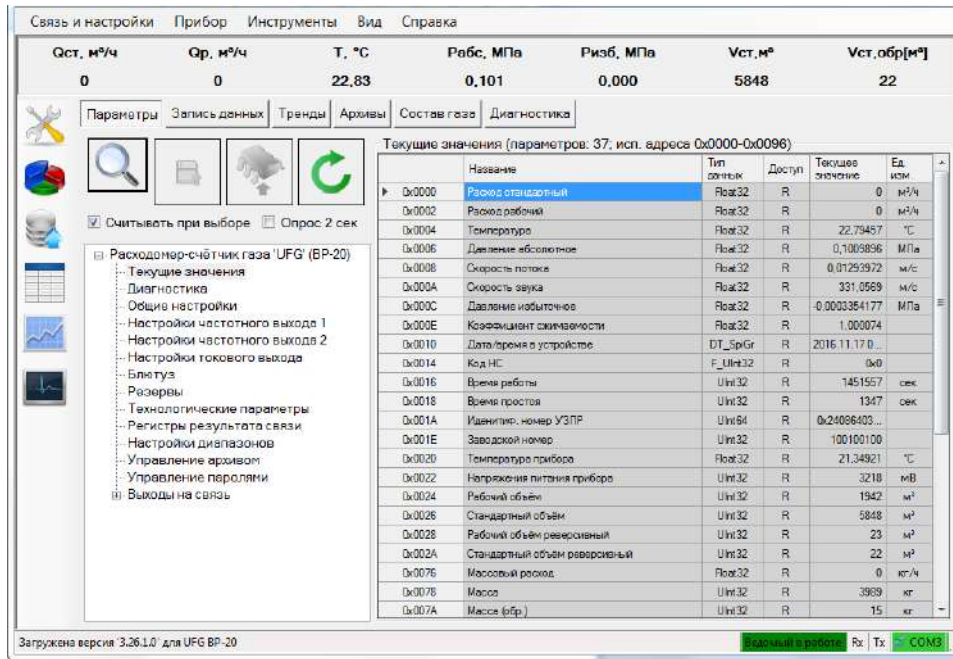 Связь и настройки Прибор Инструменты Вид Справка
Qст, м³/ч Qр, м³/ч T, °C Рабс, МПа Ризб, МПа Vст,м³ Vст,обр[м³]
0 0 22,83 0,101 0,000 5848 22
Параметры Запись данных Тренды Архивы Состав газа Диагностика
Текущие значения (параметров: 37; исп. адреса 0x0000-0x0096)
Считывать при выборе Опрос 2 сек
Расходомер-счётчик газа 'UFG' (BP-20)
Текущие значения
Диагностика
Общие настройки
Настройки частотного выхода 1
Настройки частотного выхода 2
Настройки токового выхода
Блютуз
Резервы
Технологические параметры
Регистры результата связи
Настройки диапазонов
Управление архивом
Управление паролями
Выходы на связь
Название Тип данных Доступ Текущее значение Ед. изм.
0x0000 Расход стандартный Float32 R 0 м³/ч
0x0002 Расход рабочий Float32 R 0 м³/ч
0x0004 Температура Float32 R 22,79457 °C
0x0006 Давление абсолютное Float32 R 0,1009896 МПа
0x0008 Скорость потока Float32 R 0,01293972 м/с
0x000A Скорость звука Float32 R 331,0569 м/с
0x000C Давление избыточное Float32 R -0,0003354177 МПа
0x000E Коэффициент сжимаемости Float32 R 1,000074
0x0010 Дата/время в устройстве DT_SpiGr R 2016.11.17 0...
0x0014 Код НС F_UInt32 R 0x0
0x0016 Время работы UInt32 R 1451557 сек
0x0018 Время простоя UInt32 R 1347 сек
0x001A Иденитиф. номер УЗПР UInt64 R 0x24086403...
0x001E Заводской номер UInt32 R 100100100
0x0020 Температура прибора Float32 R 21,34921 °C
0x0022 Напряжения питания прибора UInt32 R 3218 мВ
0x0024 Рабочий объём UInt32 R 1942 м³
0x0026 Стандартный объём UInt32 R 5848 м³
0x0028 Рабочий объём реверсивный UInt32 R 23 м³
0x002A Стандартный объём реверсивный UInt32 R 22 м³
0x0076 Массовый расход Float32 R 0 кг/ч
0x0078 Масса UInt32 R 3989 кг
0x007A Масса (обр.) UInt32 R 15 кг
Загружена версия '3.26.1.0' для UFG BP-20
Ведомый в работе Rx Tx COM3